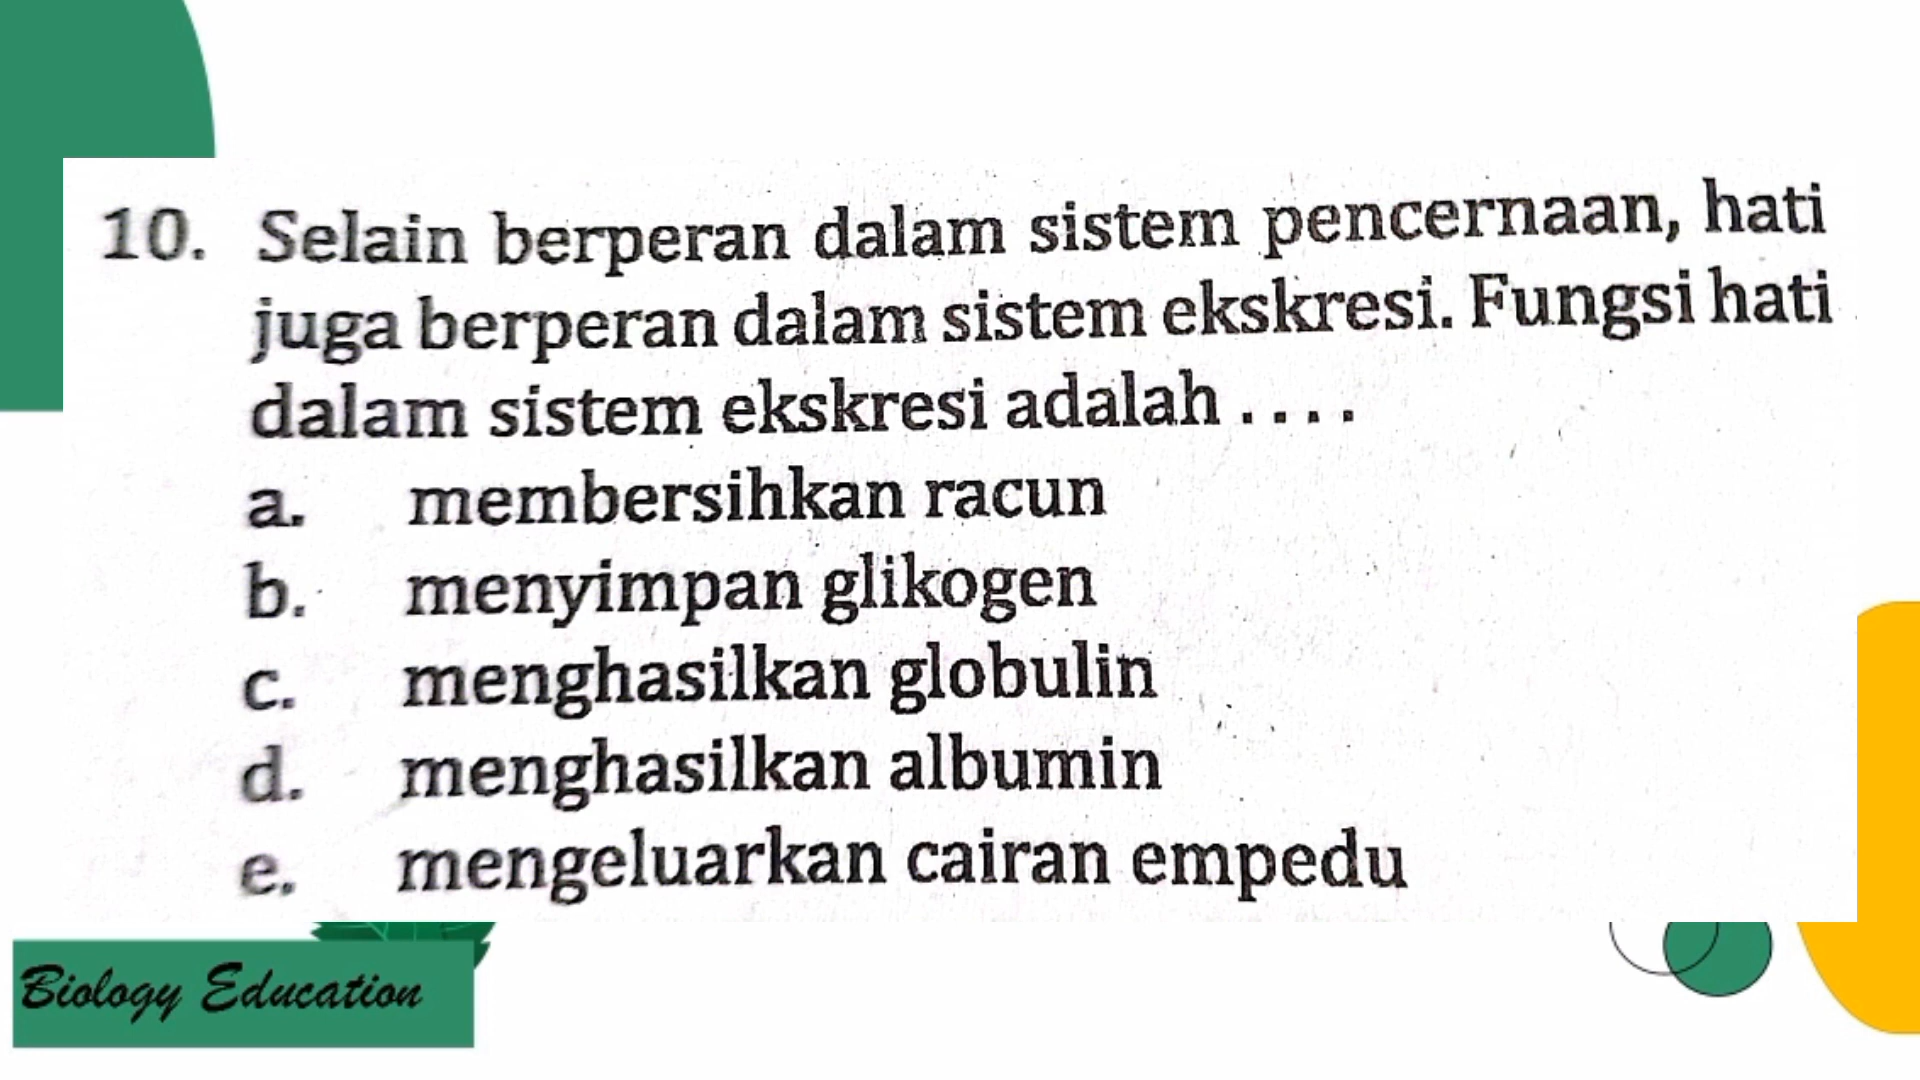 10. Selain berperan dalam sistem pencernaan, hati
juga berperan dalam sistem ekskresi. Fungsi hati
dalam sistem ekskresi adalah . . . .
a. membersihkan racun
b. menyimpan glikogen
c. menghasilkan globulin
d. menghasilkan albumin
e. mengeluarkan cairan empedu
Biology Education